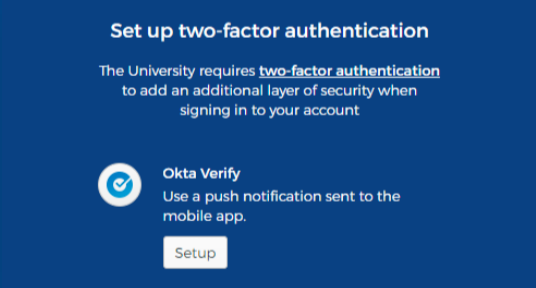 Set up two-factor authentication
The University requires two-factor authentication
to add an additional layer of security when
signing in to your account
Okta Verify
Use a push notification sent to the
mobile app.
Setup